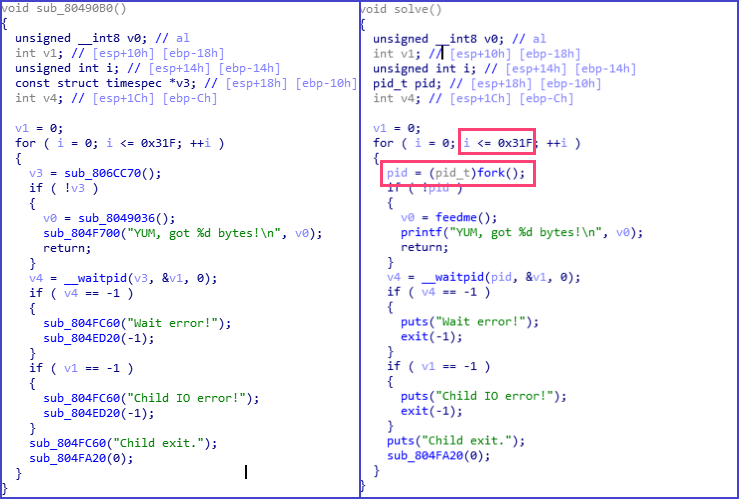 void sub_80490B0()
{
unsigned __int8 v0; // al
int v1; // [esp+10h] [ebp-18h]
unsigned int i; // [esp+14h] [ebp-14h]
const struct timespec *v3; // [esp+18h] [ebp-10h]
int v4; // [esp+1Ch] [ebp-Ch]
v1 = 0;
for ( i = 0; i <= 0x31F; ++i )
{
v3 = sub_806CC70();
if ( !v3 )
{
v0 = sub_8049036();
sub_804F700("YUM, got %d bytes!\n", v0);
return;
}
v4 = __waitpid(v3, &v1, 0);
if ( v4 == -1 )
{
sub_804FC60("Wait error!");
sub_804ED20(-1);
}
if ( v1 == -1 )
{
sub_804FC60("Child IO error!");
sub_804ED20(-1);
}
sub_804FC60("Child exit.");
sub_804FA20(0);
}
}
void solve()
{
unsigned __int8 v0; // al
int v1; // [esp+10h] [ebp-18h]
unsigned int i; // [esp+14h] [ebp-14h]
pid_t pid; // [esp+18h] [ebp-10h]
int v4; // [esp+1Ch] [ebp-Ch]
v1 = 0;
for ( i = 0; i <= 0x31F; ++i )
{
pid = (pid_t)fork();
if ( !pid )
{
v0 = feedme();
printf("YUM, got %d bytes!\n", v0);
return;
}
v4 = __waitpid(pid, &v1, 0);
if ( v4 == -1 )
{
puts("Wait error!");
exit(-1);
}
if ( v1 == -1 )
{
puts("Child IO error!");
exit(-1);
}
puts("Child exit.");
sub_804FA20(0);
}
}